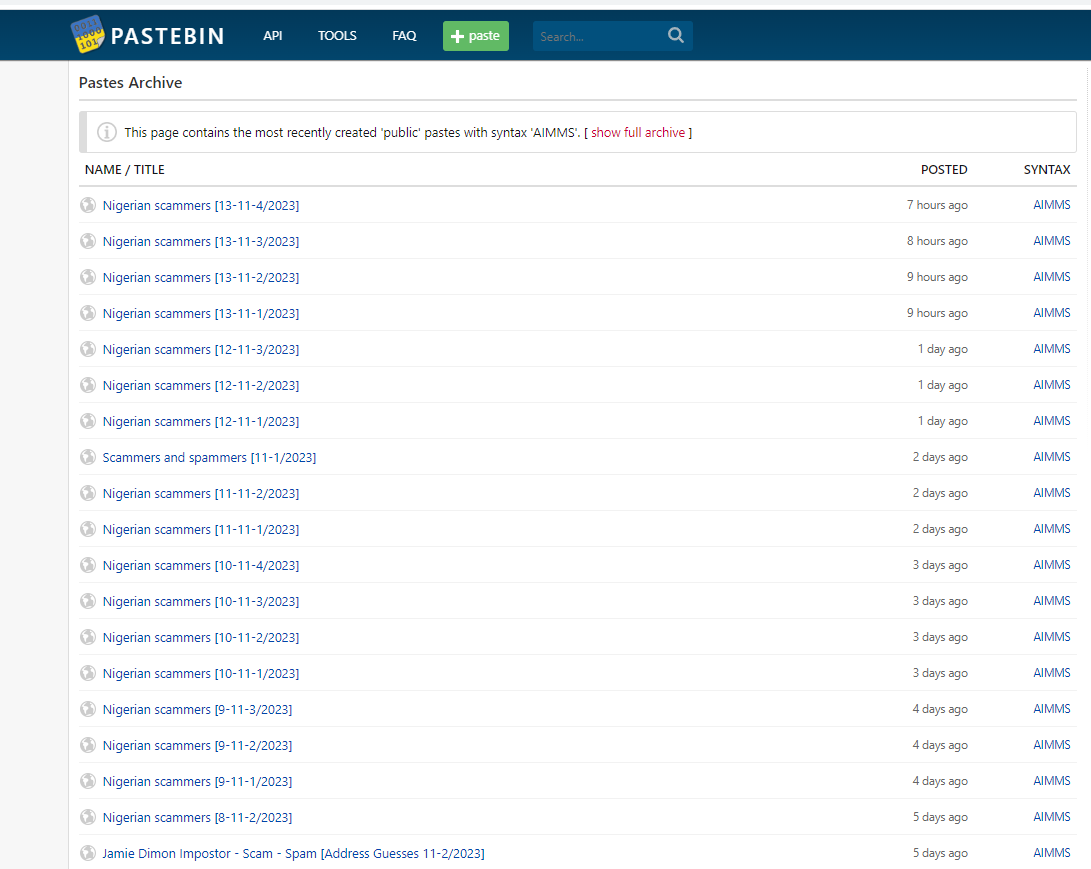 PASTEBIN API TOOLS FAQ + paste Search...
Pastes Archive
This page contains the most recently created 'public' pastes with syntax 'AIMMS'. [ show full archive ]
NAME / TITLE POSTED SYNTAX
Nigerian scammers [13-11-4/2023] 7 hours ago AIMMS
Nigerian scammers [13-11-3/2023] 8 hours ago AIMMS
Nigerian scammers [13-11-2/2023] 9 hours ago AIMMS
Nigerian scammers [13-11-1/2023] 9 hours ago AIMMS
Nigerian scammers [12-11-3/2023] 1 day ago AIMMS
Nigerian scammers [12-11-2/2023] 1 day ago AIMMS
Nigerian scammers [12-11-1/2023] 1 day ago AIMMS
Scammers and spammers [11-1/2023] 2 days ago AIMMS
Nigerian scammers [11-11-2/2023] 2 days ago AIMMS
Nigerian scammers [11-11-1/2023] 2 days ago AIMMS
Nigerian scammers [10-11-4/2023] 3 days ago AIMMS
Nigerian scammers [10-11-3/2023] 3 days ago AIMMS
Nigerian scammers [10-11-2/2023] 3 days ago AIMMS
Nigerian scammers [10-11-1/2023] 3 days ago AIMMS
Nigerian scammers [9-11-3/2023] 4 days ago AIMMS
Nigerian scammers [9-11-2/2023] 4 days ago AIMMS
Nigerian scammers [9-11-1/2023] 4 days ago AIMMS
Nigerian scammers [8-11-2/2023] 5 days ago AIMMS
Jamie Dimon Impostor - Scam - Spam [Address Guesses 11-2/2023] 5 days ago AIMMS